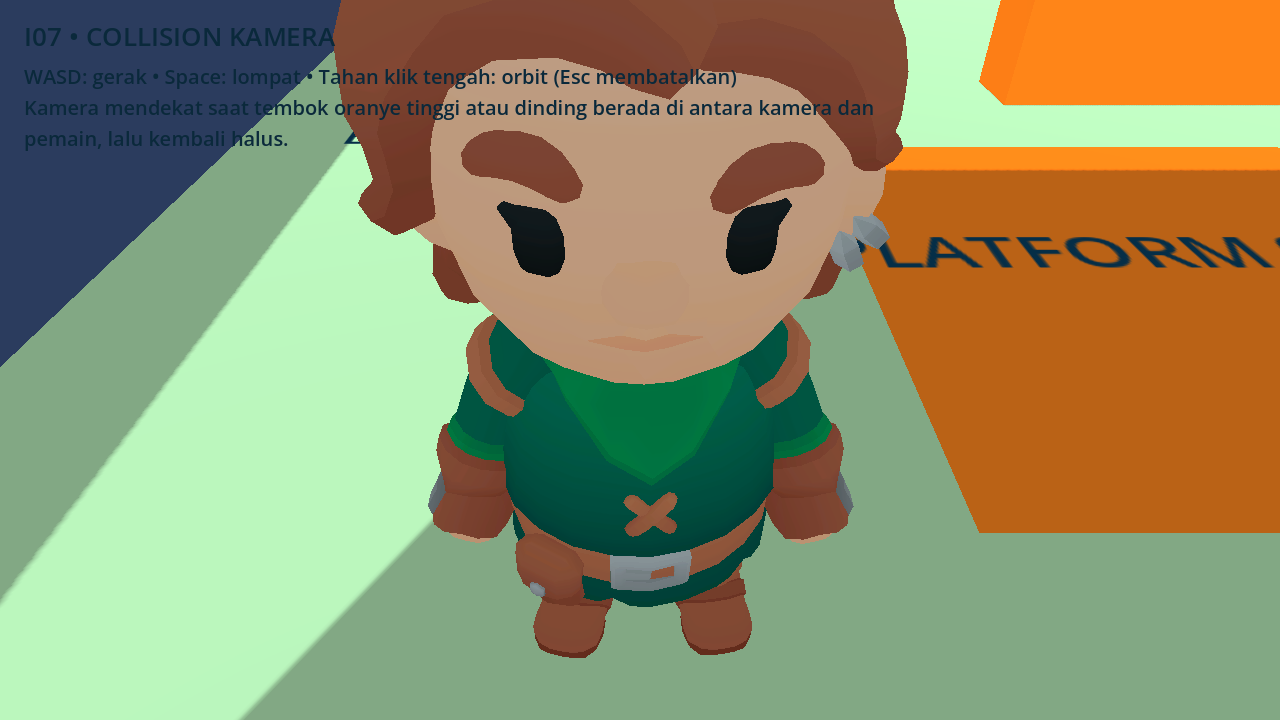 I07 • COLLISION KAMERA
WASD: gerak • Space: lompat • Tahan klik tengah: orbit (Esc membatalkan)
Kamera mendekat saat tembok oranye tinggi atau dinding berada di antara kamera dan
pemain, lalu kembali halus.
PLATFORM